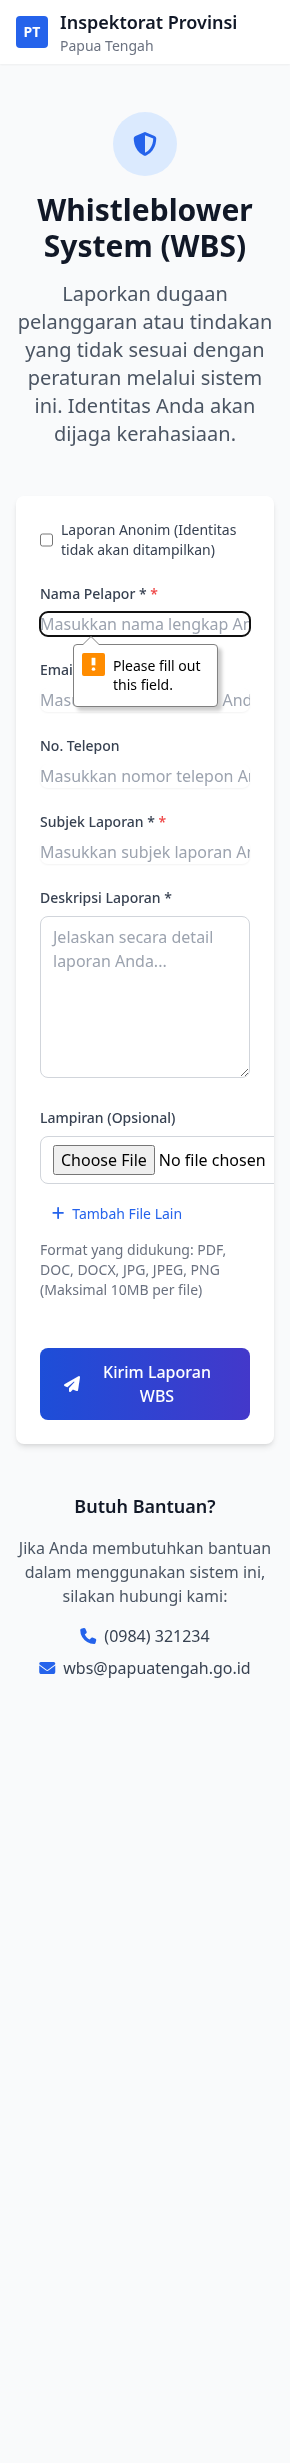 PT
Inspektorat Provinsi
Papua Tengah
Whistleblower
System (WBS)
Laporkan dugaan
pelanggaran atau tindakan
yang tidak sesuai dengan
peraturan melalui sistem
ini. Identitas Anda akan
dijaga kerahasiaan.
Laporan Anonim (Identitas
tidak akan ditampilkan)
Nama Pelapor * *
Masukkan nama lengkap An
Please fill out
this field.
No. Telepon
Masukkan nomor telepon An
Subjek Laporan * *
Masukkan subjek laporan An
Deskripsi Laporan *
Jelaskan secara detail
laporan Anda...
Lampiran (Opsional)
Choose File No file chosen
Tambah File Lain
Format yang didukung: PDF,
DOC, DOCX, JPG, JPEG, PNG
(Maksimal 10MB per file)
Kirim Laporan
WBS
Butuh Bantuan?
Jika Anda membutuhkan bantuan
dalam menggunakan sistem ini,
silakan hubungi kami:
(0984) 321234
wbs@papuatengah.go.id